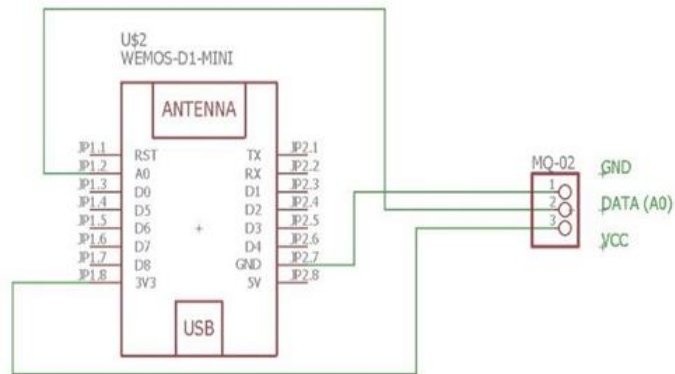 U$2
WEMOS-D1-MINI
ANTENNA
JP1.1 RST TX JP2.1
JP1.2 A0 RX JP2.2
JP1.3 D0 D1 JP2.3
JP1.4 D5 D2 JP2.4
JP1.5 D6 D3 JP2.5
JP1.6 D7 D4 JP2.6
JP1.7 D8 GND JP2.7
JP1.8 3V3 5V JP2.8
USB
MQ-02
1 GND
2 DATA (A0)
3 VCC